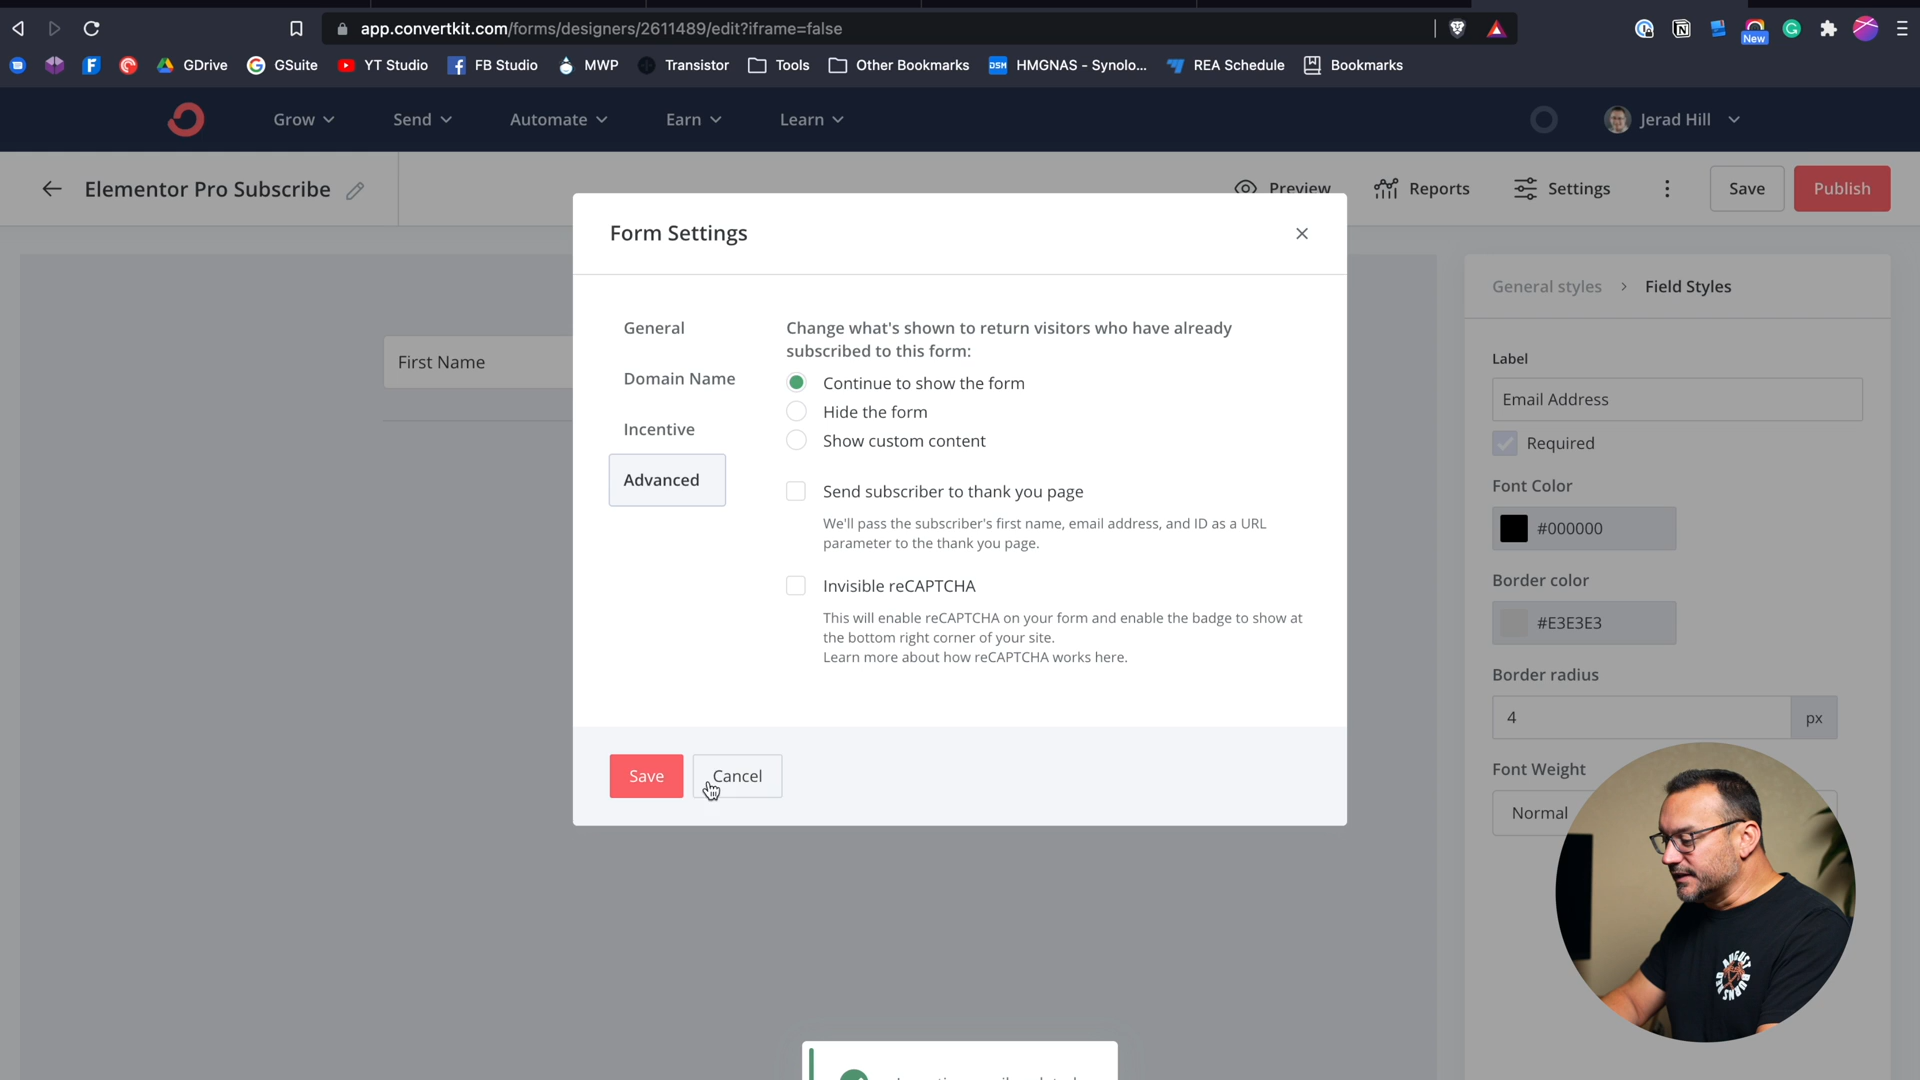 app.convertkit.com/forms/designers/2611489/edit?iframe=false
New
GDrive
GSuite
YT Studio
FB Studio
MWP
Transistor
Tools
Other Bookmarks
DSM
HMGNAS - Synolo...
REA Schedule
Bookmarks
Grow
Send
Automate
Earn
Learn
Jerad Hill
Elementor Pro Subscribe
Preview
Reports
Settings
Save
Publish
Form Settings
General
Domain Name
Incentive
Advanced
Change what's shown to return visitors who have already
subscribed to this form:
Continue to show the form
Hide the form
Show custom content
Send subscriber to thank you page
We'll pass the subscriber's first name, email address, and ID as a URL
parameter to the thank you page.
Invisible reCAPTCHA
This will enable reCAPTCHA on your form and enable the badge to show at
the bottom right corner of your site.
Learn more about how reCAPTCHA works here.
Save
Cancel
First Name
General styles > Field Styles
Label
Email Address
Required
Font Color
#000000
Border color
#E3E3E3
Border radius
4
px
Font Weight
Normal
AUGUST
BURNS
RED